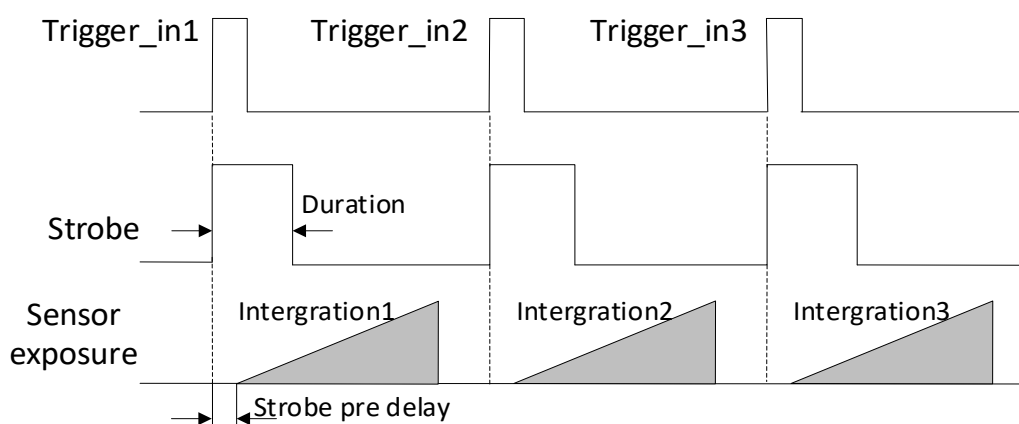 Trigger_in1 Trigger_in2 Trigger_in3
Duration
Strobe
Intergration1 Intergration2 Intergration3
Sensor
exposure
Strobe pre delay